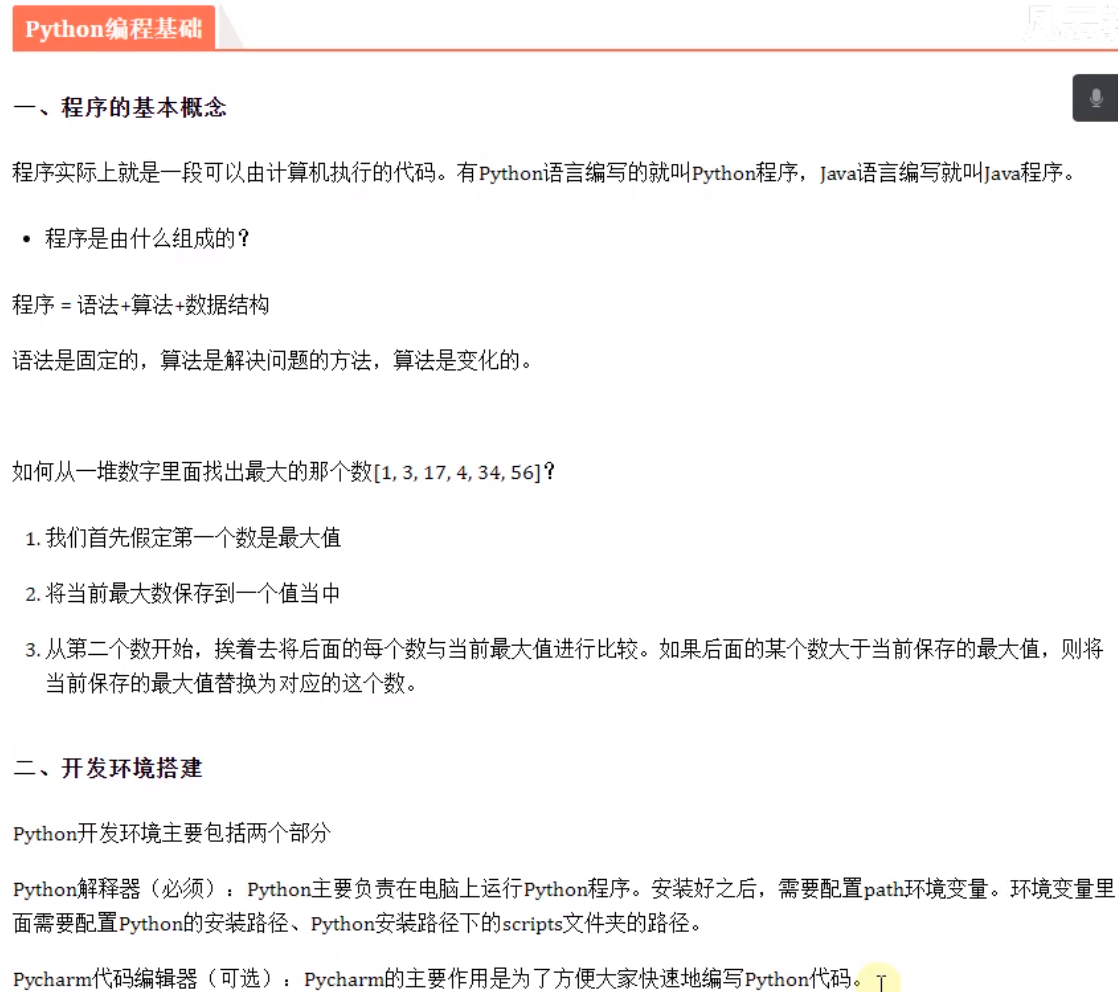 Python编程基础
一、程序的基本概念
程序实际上就是一段可以由计算机执行的代码。有Python语言编写的就叫Python程序，Java语言编写就叫Java程序。
• 程序是由什么组成的？
程序 = 语法+算法+数据结构
语法是固定的，算法是解决问题的方法，算法是变化的。
如何从一堆数字里面找出最大的那个数[1, 3, 17, 4, 34, 56]？
1. 我们首先假定第一个数是最大值
2. 将当前最大数保存到一个值当中
3. 从第二个数开始，挨着去将后面的每个数与当前最大值进行比较。如果后面的某个数大于当前保存的最大值，则将
当前保存的最大值替换为对应的这个数。
二、开发环境搭建
Python开发环境主要包括两个部分
Python解释器（必须）：Python主要负责在电脑上运行Python程序。安装好之后，需要配置path环境变量。环境变量里
面需要配置Python的安装路径、Python安装路径下的scripts文件夹的路径。
Pycharm代码编辑器（可选）：Pycharm的主要作用是为了方便大家快速地编写Python代码。